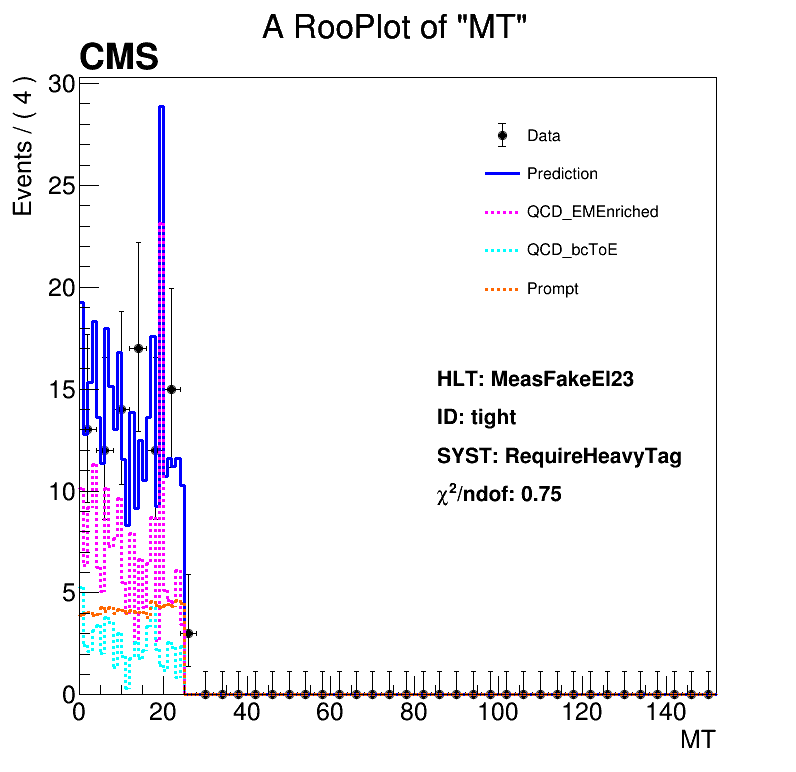 A RooPlot of "MT"
CMS
Events / ( 4 )
30
25
20
15
10
5
0
Data
Prediction
QCD_EMEnriched
QCD_bcToE
Prompt
HLT: MeasFakeEl23
ID: tight
SYST: RequireHeavyTag
χ²/ndof: 0.75
0 20 40 60 80 100 120 140
MT